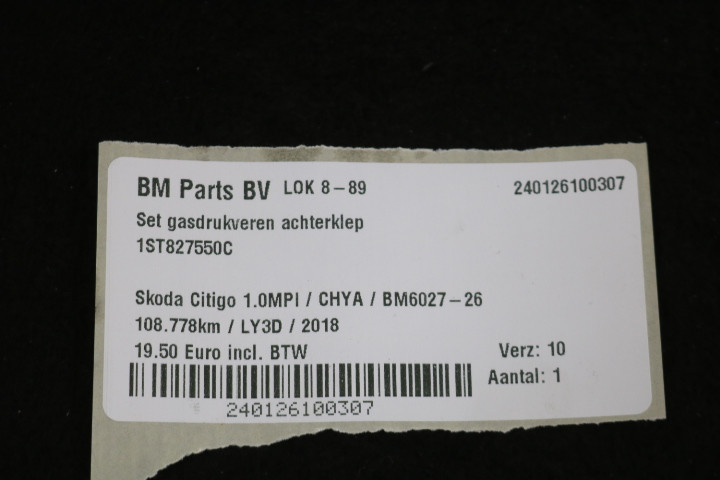 BM Parts BV LOK 8-89 240126100307
Set gasdrukveren achterklep
1ST827550C
Skoda Citigo 1.0MPI / CHYA / BM6027-26
108.778km / LY3D / 2018
19.50 Euro incl. BTW Verz: 10
Aantal: 1
240126100307